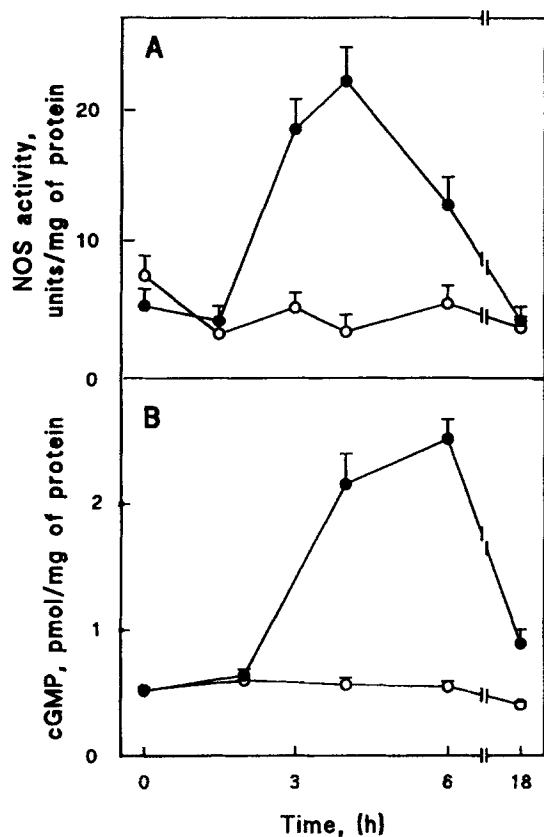 A
NOS activity,
units/mg of protein
20
10
0
B
cGMP, pmol/mg of protein
2
1
0
0 3 6 18
Time, (h)